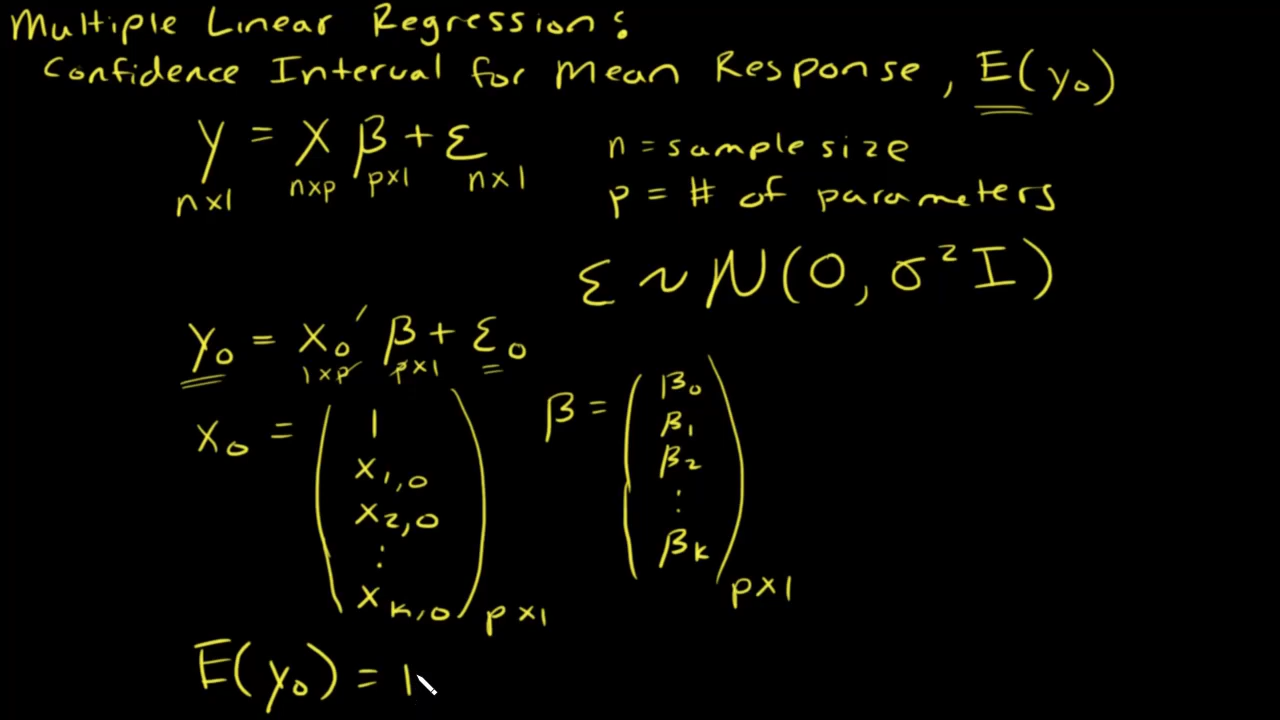 Multiple Linear Regression:
Confidence Interval for Mean Response, E(y₀)
y = X β + ε
n×1 n×p p×1 n×1
n = sample size
p = # of parameters
ε ~ N(0, σ²I)
y₀ = x₀′ β + ε₀
1×p p×1
x₀ = ( 1
x₁,₀
x₂,₀
⋮
xₖ,₀ ) p×1
β = ( β₀
β₁
β₂
⋮
βₖ ) p×1
E(y₀) = 1